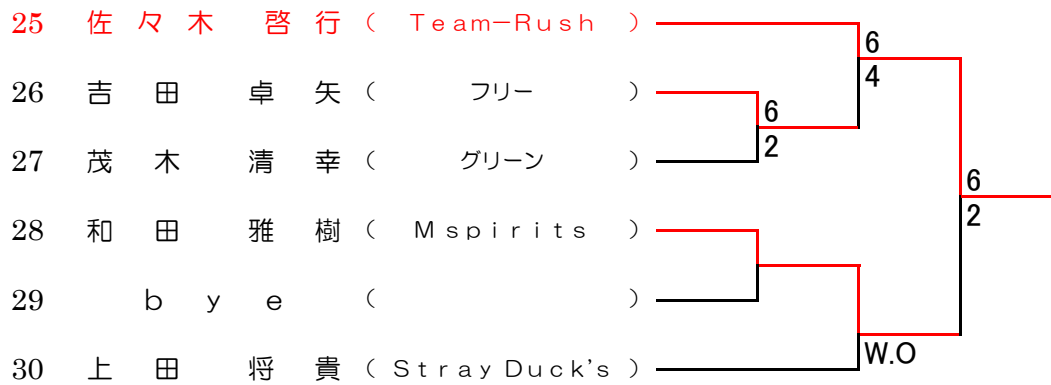 25 佐々木 啓行 ( Team-Rush )
6
4
26 吉田 卓矢 ( フリー )
6
2
27 茂木 清幸 ( グリーン )
6
2
28 和田 雅樹 ( Mspirits )
29 bye ( )
W.O
30 上田 将貴 ( Stray Duck's )